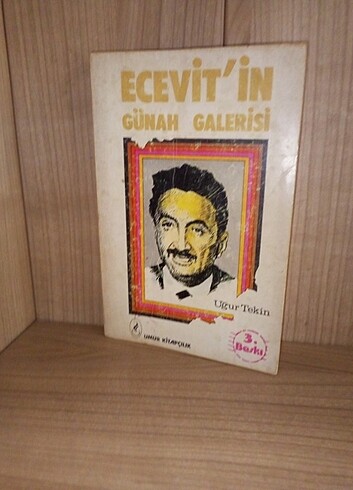 ECEVİT'İN
GÜNAH GALERİSİ
Uğur Tekin
3.
Baskı
UMUR KİTAPÇILIK